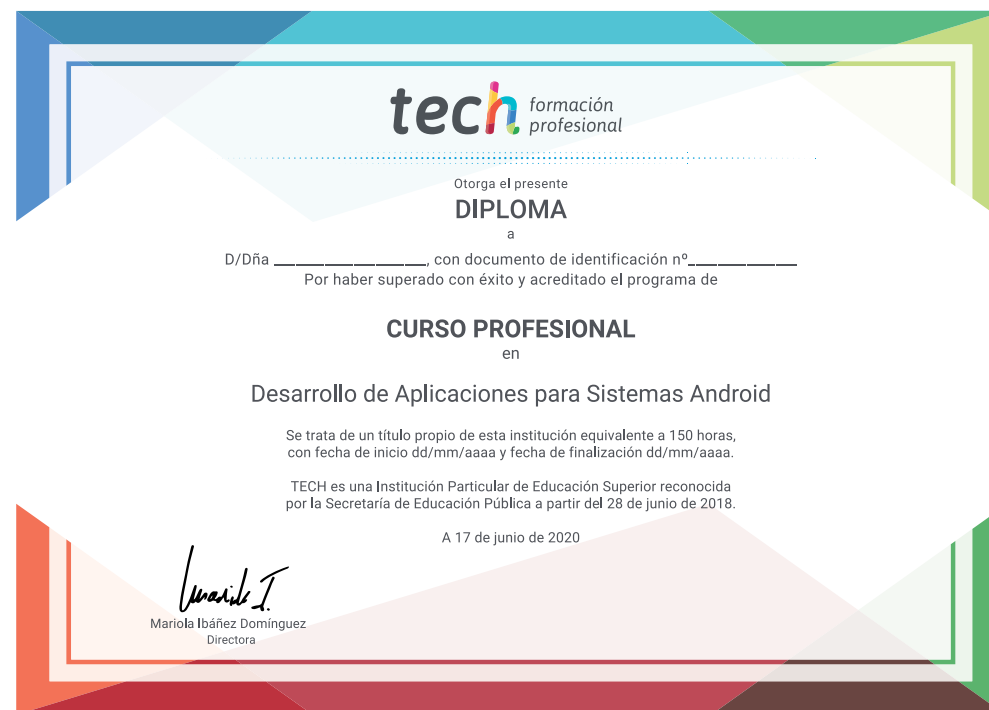 tech formación
profesional
Otorga el presente
DIPLOMA
a
D/Dña ______________, con documento de identificación nº__________
Por haber superado con éxito y acreditado el programa de
CURSO PROFESIONAL
en
Desarrollo de Aplicaciones para Sistemas Android
Se trata de un título propio de esta institución equivalente a 150 horas,
con fecha de inicio dd/mm/aaaa y fecha de finalización dd/mm/aaaa.
TECH es una Institución Particular de Educación Superior reconocida
por la Secretaría de Educación Pública a partir del 28 de junio de 2018.
A 17 de junio de 2020
Mariola Ibáñez Domínguez
Directora